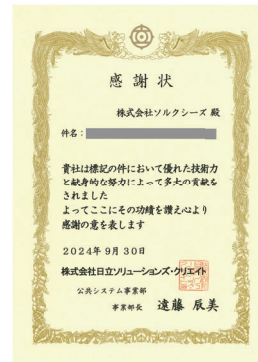 感謝状
株式会社ソルクシーズ 殿
件名：
貴社は標記の件において優れた技術力
と献身的な努力によって多大の貢献を
されました
よってここにその功績を讃え心より
感謝の意を表します
2024年9月30日
株式会社日立ソリューションズ・クリエイト
公共システム事業部
事業部長 遠藤 辰美